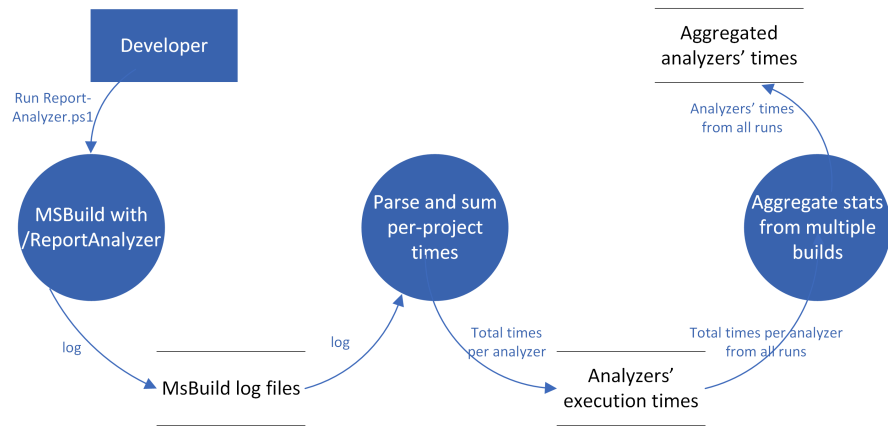 Developer
Run Report-
Analyzer.ps1
MSBuild with
/ReportAnalyzer
log
MsBuild log files
log
Parse and sum
per-project
times
Total times
per analyzer
Analyzers’
execution times
Total times per analyzer
from all runs
Aggregate stats
from multiple
builds
Analyzers’ times
from all runs
Aggregated
analyzers’ times